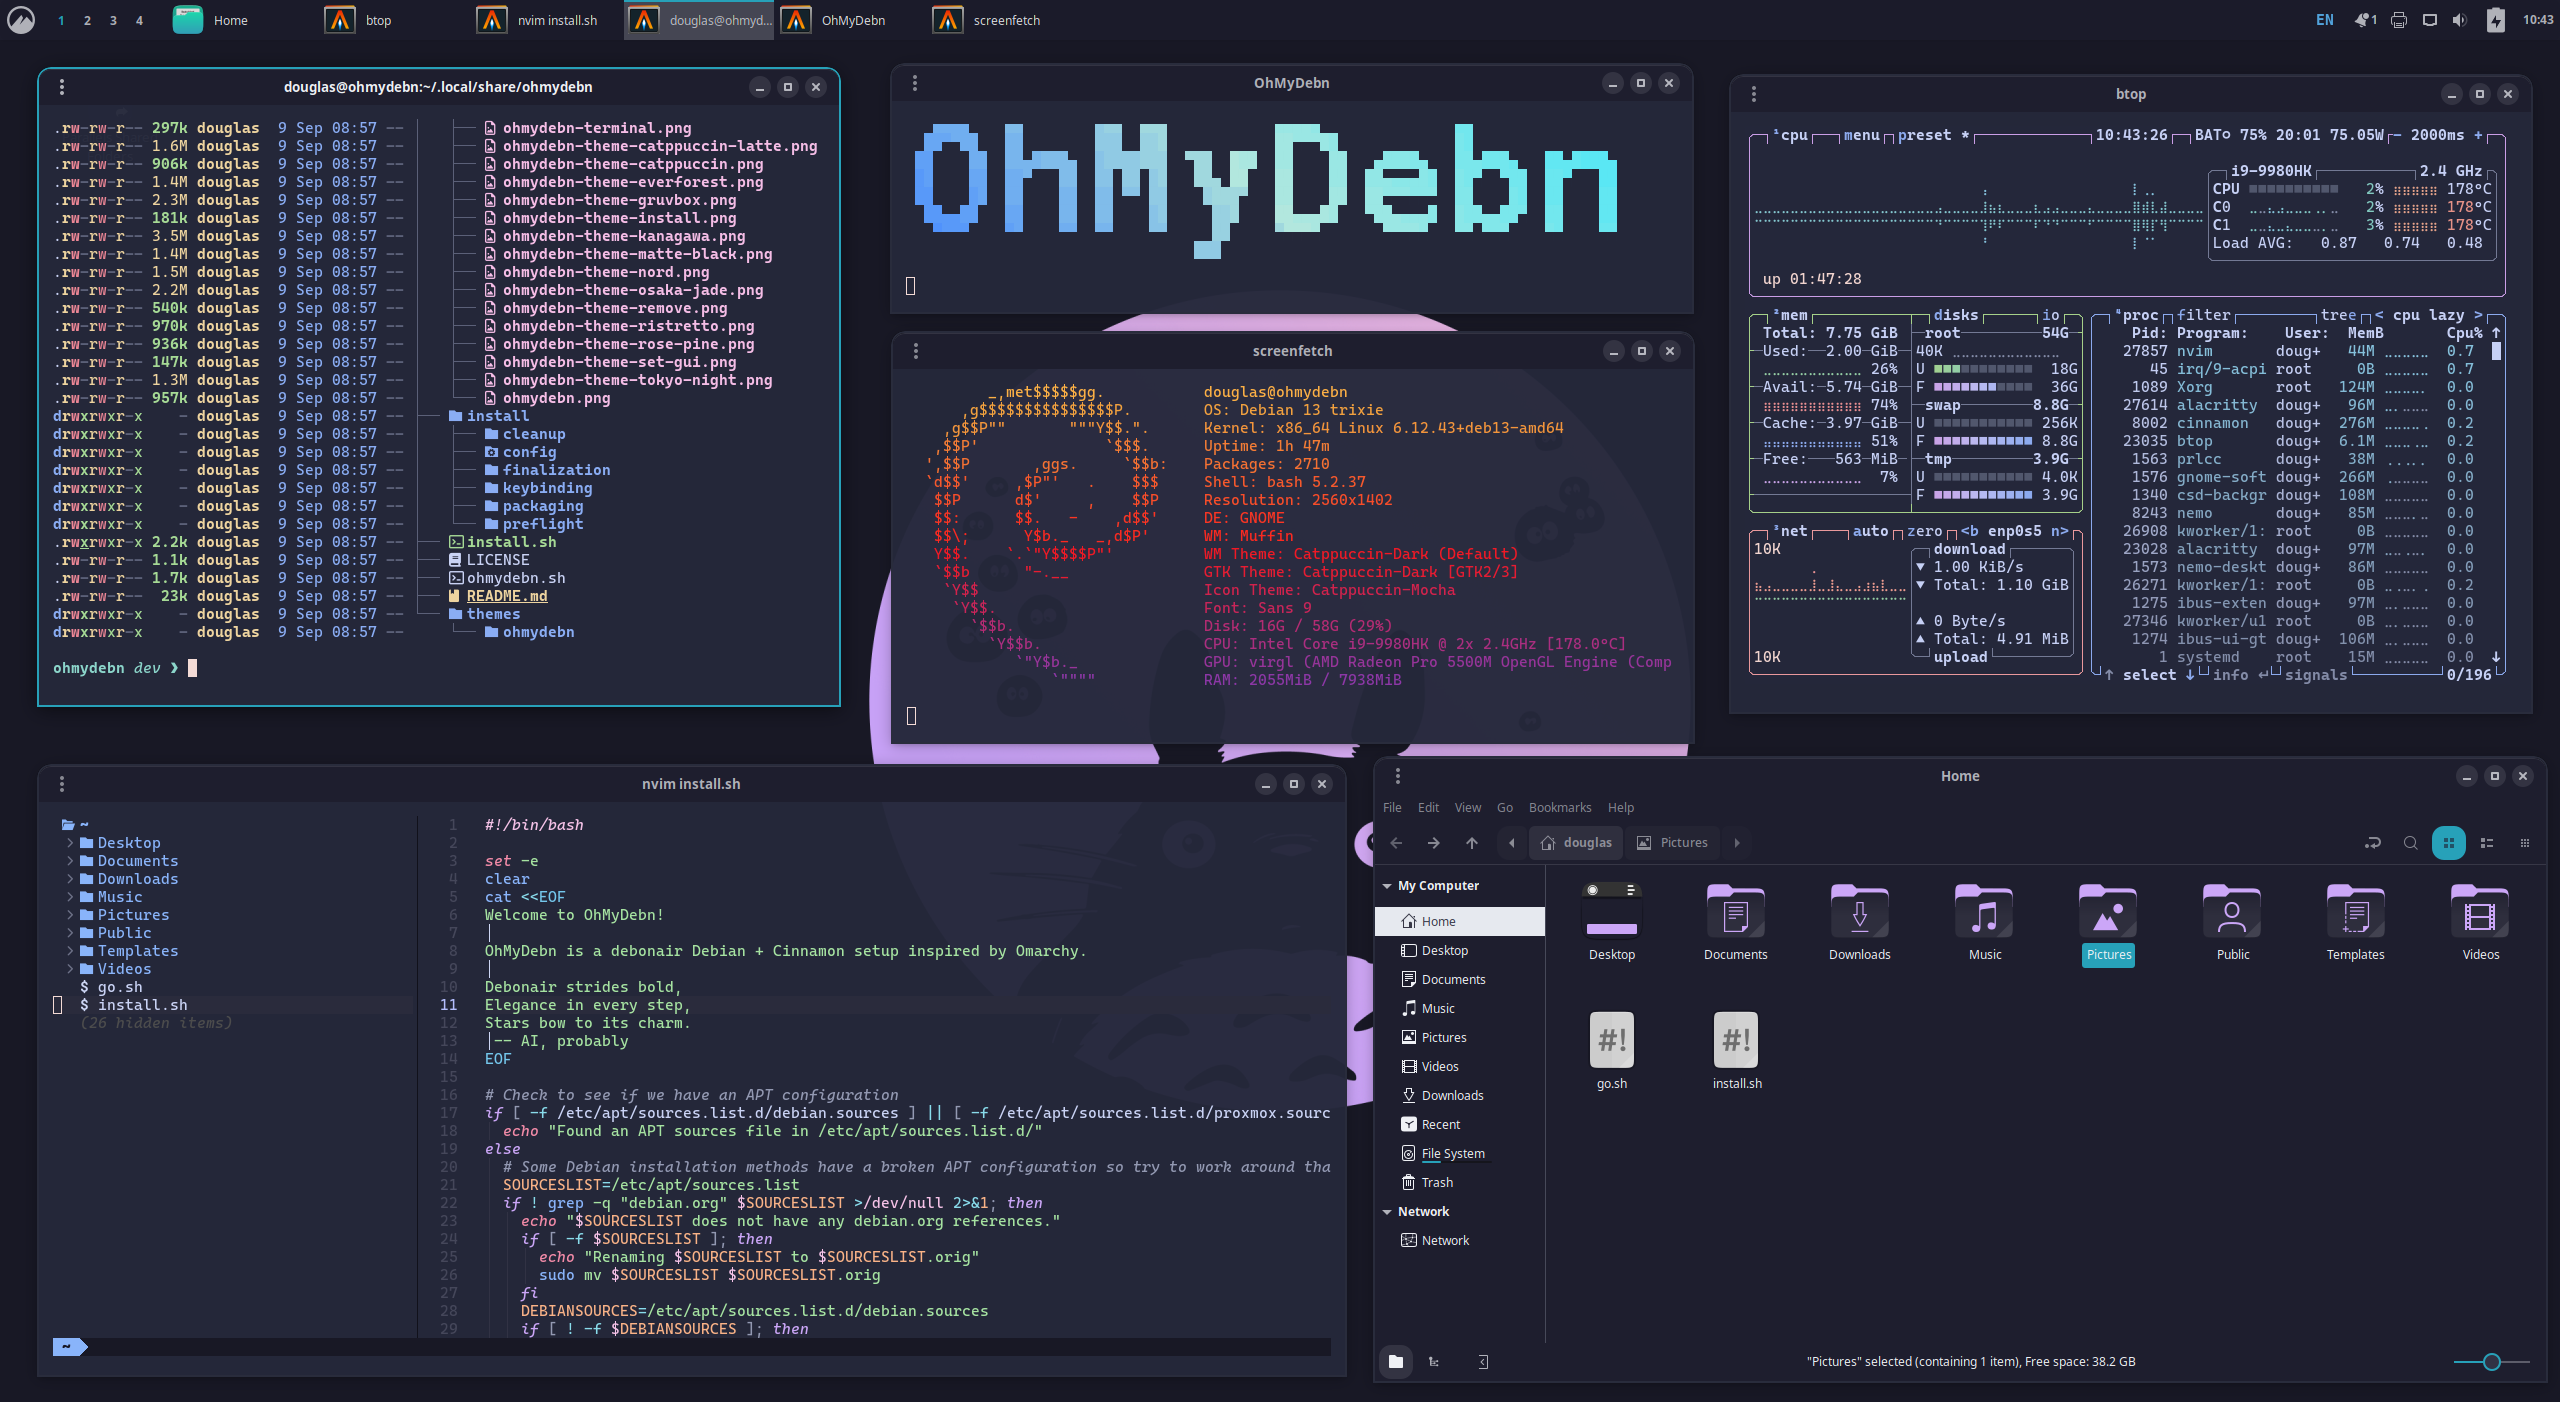 1 2 3 4 Home btop nvim install.sh douglas@ohmyd... OhMyDebn screenfetch EN 1 10:43
douglas@ohmydebn:~/.local/share/ohmydebn
.rw-rw-r-- 297k douglas 9 Sep 08:57 -- ohmydebn-terminal.png
.rw-rw-r-- 1.6M douglas 9 Sep 08:57 -- ohmydebn-theme-catppuccin-latte.png
.rw-rw-r-- 906k douglas 9 Sep 08:57 -- ohmydebn-theme-catppuccin.png
.rw-rw-r-- 1.4M douglas 9 Sep 08:57 -- ohmydebn-theme-everforest.png
.rw-rw-r-- 2.3M douglas 9 Sep 08:57 -- ohmydebn-theme-gruvbox.png
.rw-rw-r-- 181k douglas 9 Sep 08:57 -- ohmydebn-theme-install.png
.rw-rw-r-- 3.5M douglas 9 Sep 08:57 -- ohmydebn-theme-kanagawa.png
.rw-rw-r-- 1.4M douglas 9 Sep 08:57 -- ohmydebn-theme-matte-black.png
.rw-rw-r-- 1.5M douglas 9 Sep 08:57 -- ohmydebn-theme-nord.png
.rw-rw-r-- 2.2M douglas 9 Sep 08:57 -- ohmydebn-theme-osaka-jade.png
.rw-rw-r-- 540k douglas 9 Sep 08:57 -- ohmydebn-theme-remove.png
.rw-rw-r-- 970k douglas 9 Sep 08:57 -- ohmydebn-theme-ristretto.png
.rw-rw-r-- 936k douglas 9 Sep 08:57 -- ohmydebn-theme-rose-pine.png
.rw-rw-r-- 147k douglas 9 Sep 08:57 -- ohmydebn-theme-set-gui.png
.rw-rw-r-- 1.3M douglas 9 Sep 08:57 -- ohmydebn-theme-tokyo-night.png
.rw-rw-r-- 957k douglas 9 Sep 08:57 -- ohmydebn.png
drwxrwxr-x - douglas 9 Sep 08:57 -- install
drwxrwxr-x - douglas 9 Sep 08:57 -- cleanup
drwxrwxr-x - douglas 9 Sep 08:57 -- config
drwxrwxr-x - douglas 9 Sep 08:57 -- finalization
drwxrwxr-x - douglas 9 Sep 08:57 -- keybinding
drwxrwxr-x - douglas 9 Sep 08:57 -- packaging
drwxrwxr-x - douglas 9 Sep 08:57 -- preflight
.rwxrwxr-x 2.2k douglas 9 Sep 08:57 -- install.sh
.rw-rw-r-- 1.1k douglas 9 Sep 08:57 -- LICENSE
.rw-rw-r-- 1.7k douglas 9 Sep 08:57 -- ohmydebn.sh
.rw-rw-r-- 23k douglas 9 Sep 08:57 -- README.md
drwxrwxr-x - douglas 9 Sep 08:57 -- themes
drwxrwxr-x - douglas 9 Sep 08:57 -- ohmydebn
ohmydebn dev ❯
OhMyDebn
OhMyDebn
screenfetch
_,met$$$$$gg.
,g$$$$$$$$$$$$$$$P.
,g$$P"" """Y$$.".
,$$P' `$$$.
',$$P ,ggs. `$$b:
`d$$' ,$P"' . $$$
$$P d$' , $$P
$$: $$. - ,d$$'
$$\; Y$b._ _,d$P'
Y$$. `.`"Y$$$$P"'
`$$b "-.__
`Y$$
`Y$$.
`$$b.
`Y$$b.
`"Y$b._
`""""
douglas@ohmydebn
OS: Debian 13 trixie
Kernel: x86_64 Linux 6.12.43+deb13-amd64
Uptime: 1h 47m
Packages: 2710
Shell: bash 5.2.37
Resolution: 2560x1402
DE: GNOME
WM: Muffin
WM Theme: Catppuccin-Dark (Default)
GTK Theme: Catppuccin-Dark [GTK2/3]
Icon Theme: Catppuccin-Mocha
Font: Sans 9
Disk: 16G / 58G (29%)
CPU: Intel Core i9-9980HK @ 2x 2.4GHz [178.0°C]
GPU: virgl (AMD Radeon Pro 5500M OpenGL Engine (Comp
RAM: 2055MiB / 7938MiB
btop
¹cpu menu preset * 10:43:26 BAT○ 75% 20:01 75.05W - 2000ms +
i9-9980HK 2.4 GHz
CPU 2% 178°C
C0 2% 178°C
C1 3% 178°C
Load AVG: 0.87 0.74 0.48
up 01:47:28
²mem disks io
Total: 7.75 GiB
Used: 2.00 GiB
26%
Avail: 5.74 GiB
74%
Cache: 3.97 GiB
51%
Free: 563 MiB
7%
root 54G
40K
U 18G
F 36G
swap 8.8G
U 256K
F 8.8G
tmp 3.9G
U 4.0K
F 3.9G
³net auto zero <b enp0s5 n>
10K
download
▼ 1.00 KiB/s
▼ Total: 1.10 GiB
▲ 0 Byte/s
▲ Total: 4.91 MiB
upload
10K
⁴proc filter tree < cpu lazy >
Pid: Program: User: MemB Cpu% ↑
27857 nvim doug+ 44M 0.7
45 irq/9-acpi root 0B 0.7
1089 Xorg root 124M 0.0
27614 alacritty doug+ 96M 0.0
8002 cinnamon doug+ 276M 0.2
23035 btop doug+ 6.1M 0.2
1563 prlcc doug+ 38M 0.0
1576 gnome-soft doug+ 266M 0.0
1340 csd-backgr doug+ 108M 0.0
8243 nemo doug+ 85M 0.0
26908 kworker/1: root 0B 0.0
23028 alacritty doug+ 97M 0.0
1573 nemo-deskt doug+ 86M 0.0
26271 kworker/1: root 0B 0.2
1275 ibus-exten doug+ 97M 0.0
27346 kworker/u1 root 0B 0.0
1274 ibus-ui-gt doug+ 106M 0.0
1 systemd root 15M 0.0 ↓
↑ select ↓ info ↵ signals 0/196
nvim install.sh
~
Desktop
Documents
Downloads
Music
Pictures
Public
Templates
Videos
$ go.sh
$ install.sh
(26 hidden items)
~
1 #!/bin/bash
2
3 set -e
4 clear
5 cat <<EOF
6 Welcome to OhMyDebn!
7
8 OhMyDebn is a debonair Debian + Cinnamon setup inspired by Omarchy.
9
10 Debonair strides bold,
11 Elegance in every step,
12 Stars bow to its charm.
13 -- AI, probably
14 EOF
15
16 # Check to see if we have an APT configuration
17 if [ -f /etc/apt/sources.list.d/debian.sources ] || [ -f /etc/apt/sources.list.d/proxmox.sourc
18 echo "Found an APT sources file in /etc/apt/sources.list.d/"
19 else
20 # Some Debian installation methods have a broken APT configuration so try to work around tha
21 SOURCESLIST=/etc/apt/sources.list
22 if ! grep -q "debian.org" $SOURCESLIST >/dev/null 2>&1; then
23 echo "$SOURCESLIST does not have any debian.org references."
24 if [ -f $SOURCESLIST ]; then
25 echo "Renaming $SOURCESLIST to $SOURCESLIST.orig"
26 sudo mv $SOURCESLIST $SOURCESLIST.orig
27 fi
28 DEBIANSOURCES=/etc/apt/sources.list.d/debian.sources
29 if [ ! -f $DEBIANSOURCES ]; then
Home
File Edit View Go Bookmarks Help
douglas Pictures
My Computer
Home
Desktop
Documents
Music
Pictures
Videos
Downloads
Recent
File System
Trash
Network
Network
Desktop Documents Downloads Music Pictures Public Templates Videos
#! #!
go.sh install.sh
"Pictures" selected (containing 1 item), Free space: 38.2 GB